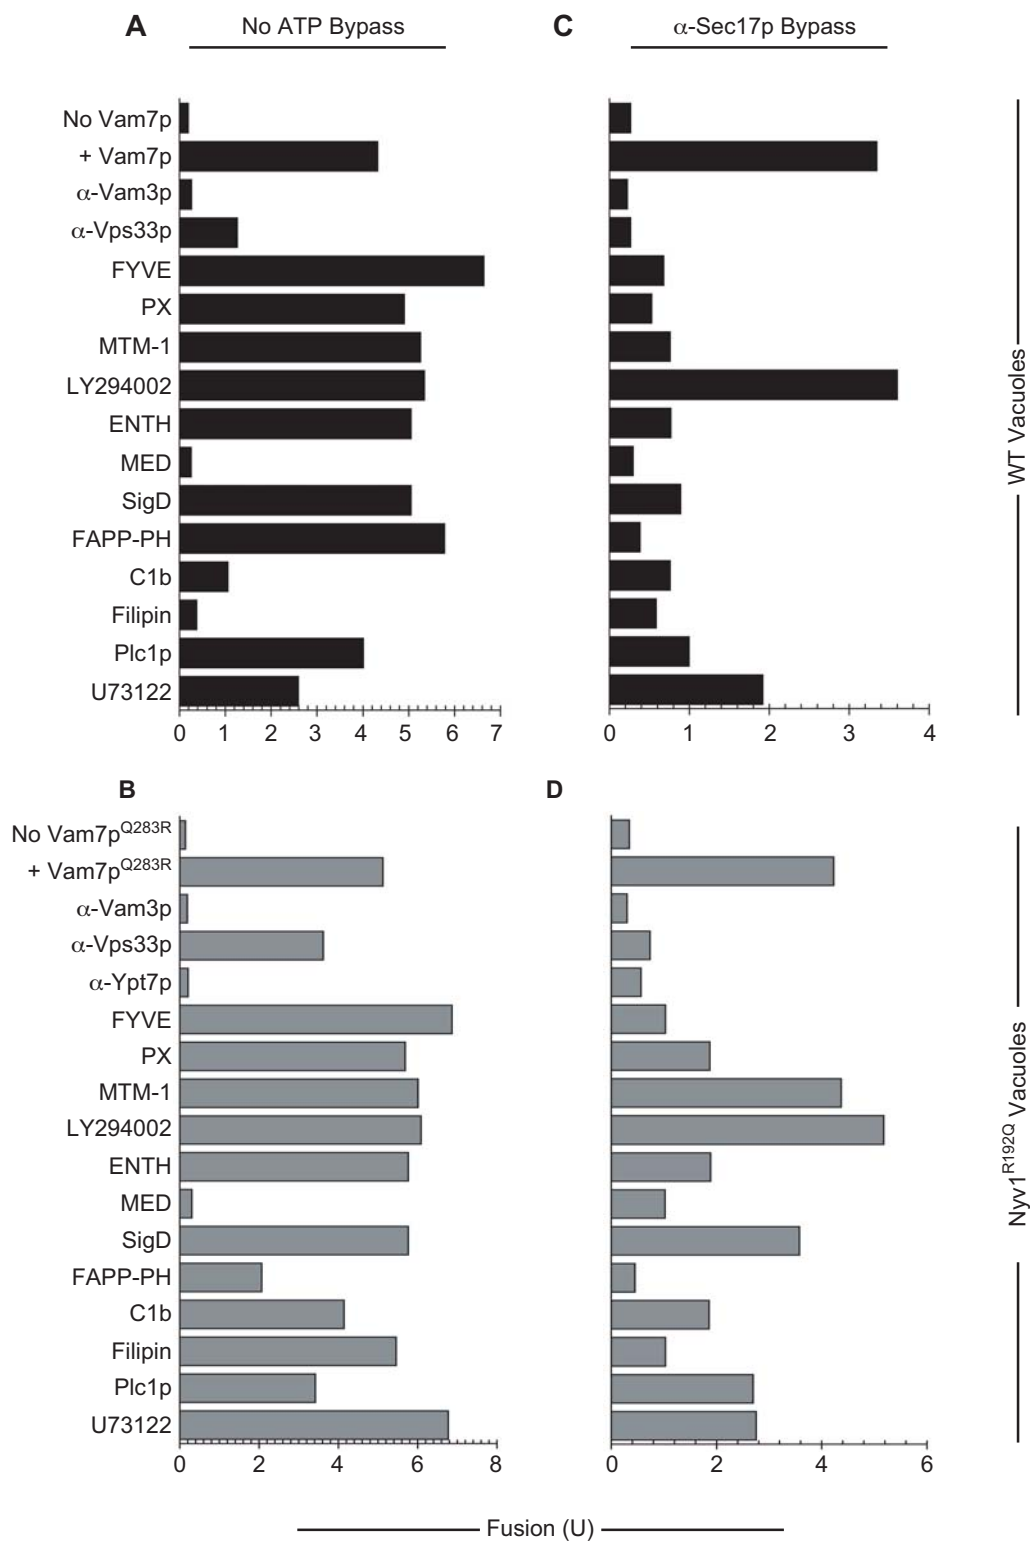 A No ATP Bypass
C α-Sec17p Bypass
No Vam7p
+ Vam7p
α-Vam3p
α-Vps33p
FYVE
PX
MTM-1
LY294002
ENTH
MED
SigD
FAPP-PH
C1b
Filipin
Plc1p
U73122
0 1 2 3 4 5 6 7
0 1 2 3 4
WT Vacuoles
B
D
No Vam7pQ283R
+ Vam7pQ283R
α-Vam3p
α-Vps33p
α-Ypt7p
FYVE
PX
MTM-1
LY294002
ENTH
MED
SigD
FAPP-PH
C1b
Filipin
Plc1p
U73122
0 2 4 6 8
0 2 4 6
Nyv1R192Q Vacuoles
Fusion (U)